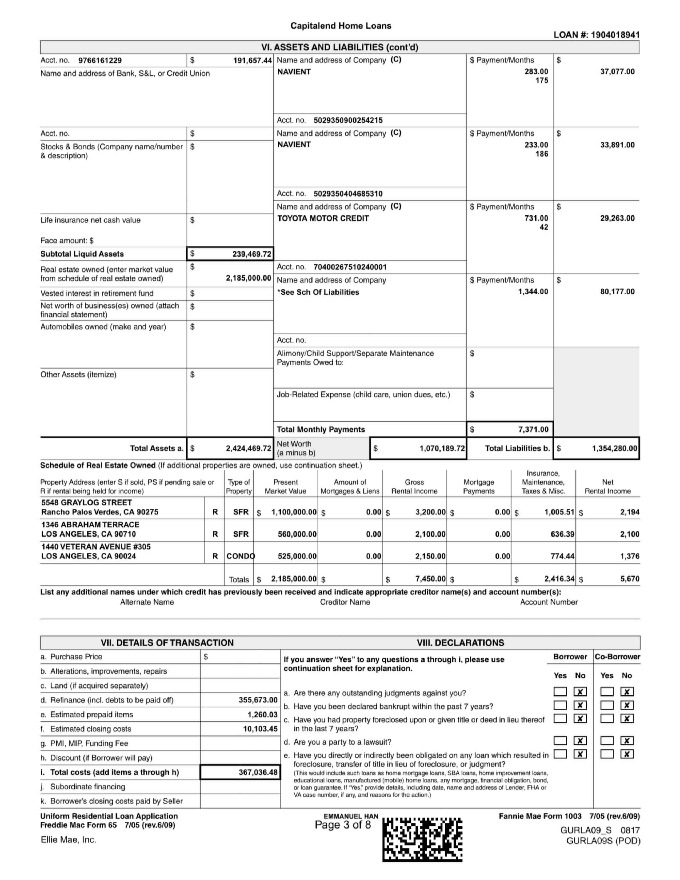 Capitalend Home Loans
LOAN #: 1904018941
VI. ASSETS AND LIABILITIES (cont'd)
Acct. no. 9766161229 $ 191,657.44 Name and address of Company (C) $ Payment/Months $
Name and address of Bank, S&L, or Credit Union NAVIENT 283.00 37,077.00
175
Acct. no. 5029350900254215
Acct. no. $ Name and address of Company (C) $ Payment/Months $
Stocks & Bonds (Company name/number $ NAVIENT 233.00 33,891.00
& description) 186
Acct. no. 5029350404685310
Name and address of Company (C) $ Payment/Months $
Life insurance net cash value $ TOYOTA MOTOR CREDIT 731.00 29,263.00
42
Face amount: $
Subtotal Liquid Assets $ 239,469.72
Real estate owned (enter market value $ Acct. no. 70400267510240001
from schedule of real estate owned) 2,185,000.00 Name and address of Company $ Payment/Months $
Vested interest in retirement fund $ *See Sch Of Liabilities 1,344.00 80,177.00
Net worth of business(es) owned (attach $
financial statement)
Automobiles owned (make and year) $
Acct. no.
Alimony/Child Support/Separate Maintenance $
Payments Owed to:
Other Assets (itemize) $
Job-Related Expense (child care, union dues, etc.) $
Total Monthly Payments $ 7,371.00
Total Assets a. $ 2,424,469.72 Net Worth $ 1,070,189.72 Total Liabilities b. $ 1,354,280.00
(a minus b)
Schedule of Real Estate Owned (If additional properties are owned, use continuation sheet.)
Property Address (enter S if sold, PS if pending sale or R if rental being held for income) Type of Property Present Market Value Amount of Mortgages & Liens Gross Rental Income Mortgage Payments Insurance, Maintenance, Taxes & Misc. Net Rental Income
5548 GRAYLOG STREET
Rancho Palos Verdes, CA 90275 R SFR $ 1,100,000.00 $ 0.00 $ 3,200.00 $ 0.00 $ 1,005.51 $ 2,194
1346 ABRAHAM TERRACE
LOS ANGELES, CA 90710 R SFR 560,000.00 0.00 2,100.00 636.39 2,100
1440 VETERAN AVENUE #305
LOS ANGELES, CA 90024 R CONDO 525,000.00 0.00 2,150.00 0.00 774.44 1,376
Totals $ 2,185,000.00 $ $ 7,450.00 $ $ 2,416.34 $ 5,670
List any additional names under which credit has previously been received and indicate appropriate creditor name(s) and account number(s):
Alternate Name Creditor Name Account Number
VII. DETAILS OF TRANSACTION
a. Purchase Price $
b. Alterations, improvements, repairs
c. Land (if acquired separately)
d. Refinance (incl. debts to be paid off) 355,673.00
e. Estimated prepaid items 1,260.03
f. Estimated closing costs 10,103.45
g. PMI, MIP, Funding Fee
h. Discount (if Borrower will pay)
i. Total costs (add items a through h) 367,036.48
j. Subordinate financing
k. Borrower's closing costs paid by Seller
VIII. DECLARATIONS
If you answer "Yes" to any questions a through i, please use
continuation sheet for explanation.
Borrower Co-Borrower
Yes No Yes No
a. Are there any outstanding judgments against you? X X
b. Have you been declared bankrupt within the past 7 years? X X
c. Have you had property foreclosed upon or given title or deed in lieu thereof X X
in the last 7 years?
d. Are you a party to a lawsuit? X X
e. Have you directly or indirectly been obligated on any loan which resulted in X X
foreclosure, transfer of title in lieu of foreclosure, or judgment?
(This would include such loans as home mortgage loans, SBA loans, home improvement loans,
educational loans, manufactured (mobile) home loans, any mortgage, financial obligation, bond,
or loan guarantee. If "Yes," provide details, including date, name and address of Lender, FHA or
VA case number, if any, and reasons for the action.)
Uniform Residential Loan Application
Freddie Mac Form 65 7/05 (rev.6/09)
Ellie Mae, Inc.
EMMANUEL HAN
Page 3 of 8
Fannie Mae Form 1003 7/05 (rev.6/09)
GURLA09_S 0817
GURLA09S (POD)